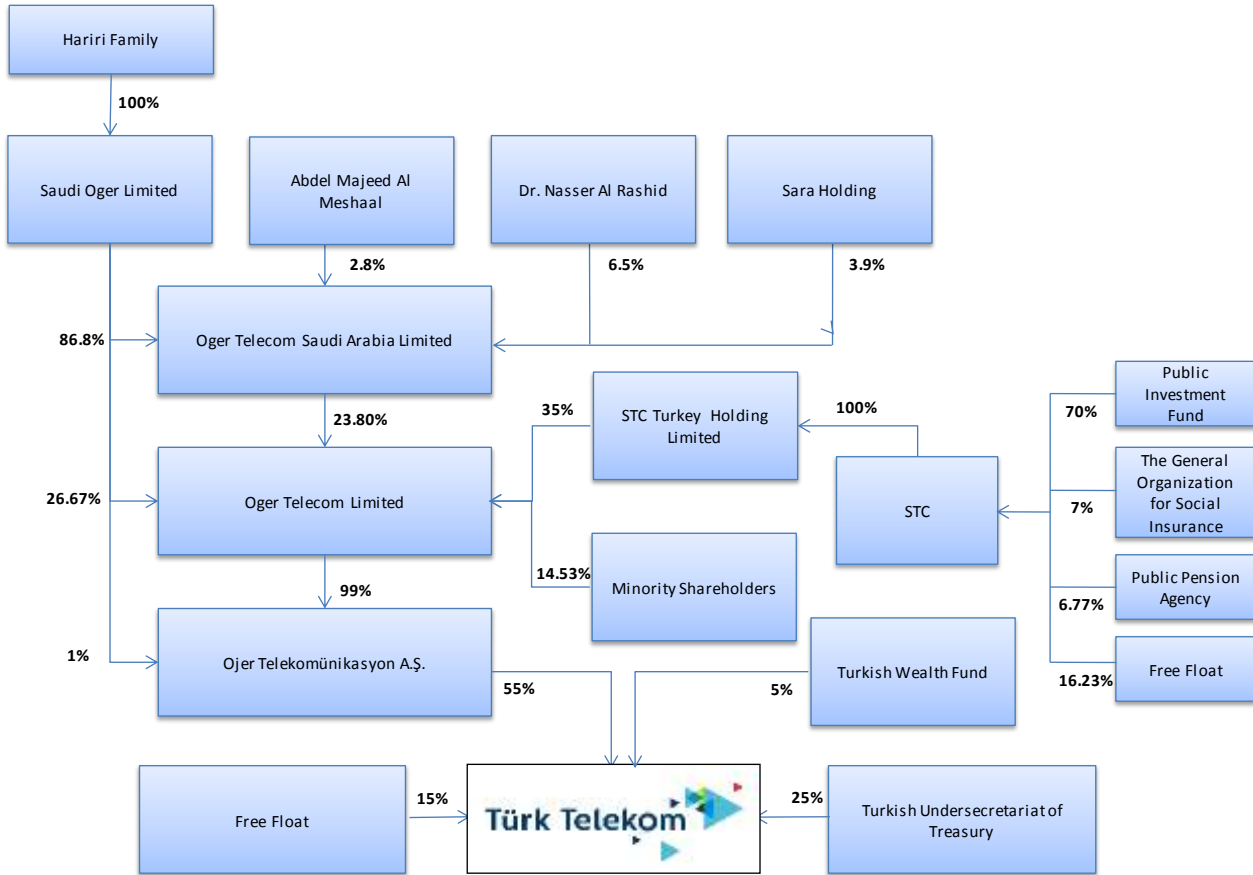 Hariri Family
100%
Saudi Oger Limited
Abdel Majeed Al
Meshaal
Dr. Nasser Al Rashid
Sara Holding
2.8%
6.5%
3.9%
86.8%
Oger Telecom Saudi Arabia Limited
23.80%
35%
STC Turkey Holding
Limited
100%
Public
Investment
Fund
70%
26.67%
Oger Telecom Limited
STC
The General
Organization
for Social
Insurance
7%
14.53%
Minority Shareholders
Public Pension
Agency
6.77%
99%
1%
Ojer Telekomünikasyon A.Ş.
55%
5%
Turkish Wealth Fund
Free Float
16.23%
Free Float
15%
Türk Telekom
25%
Turkish Undersecretariat of
Treasury